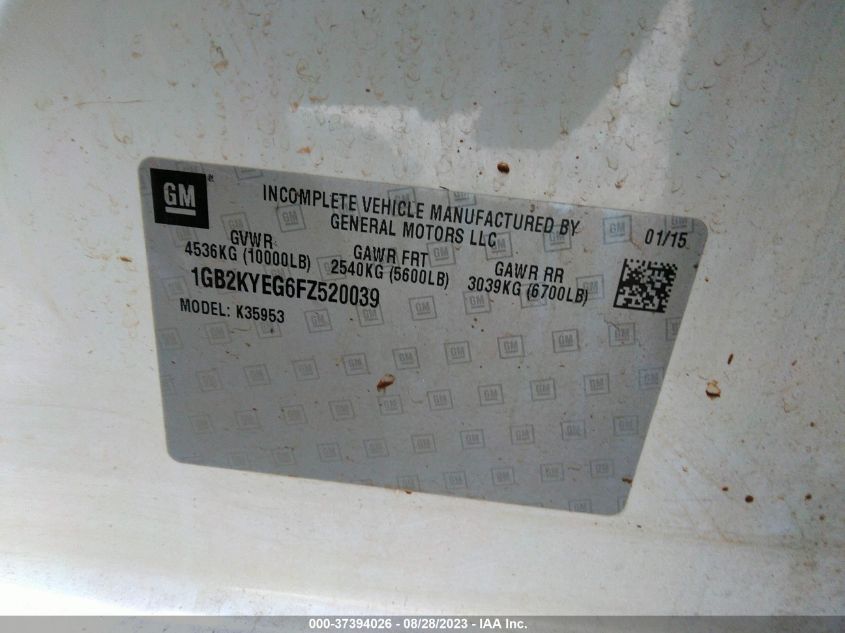 GM
INCOMPLETE VEHICLE MANUFACTURED BY
GENERAL MOTORS LLC
01/15
GVWR
4536KG (10000LB)
GAWR FRT
2540KG (5600LB)
GAWR RR
3039KG (6700LB)
1GB2KYEG6FZ520039
MODEL: K35953
000-37394026 - 08/28/2023 - IAA Inc.